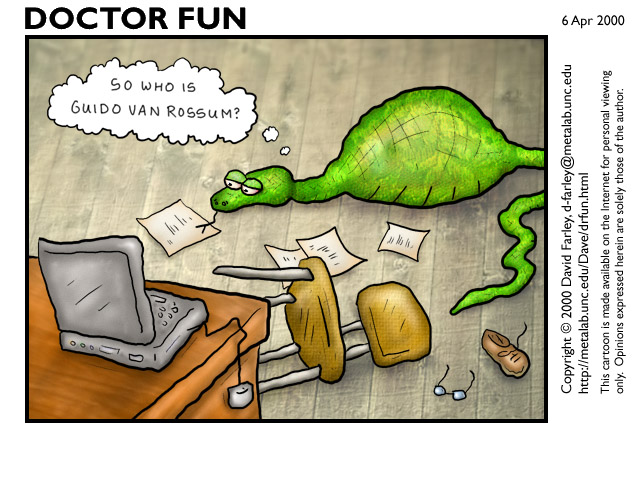 DOCTOR FUN
6 Apr 2000
SO WHO IS
GUIDO VAN ROSSUM?
Copyright © 2000 David Farley, d-farley@metalab.unc.edu
http://metalab.unc.edu/Dave/drfun.html
This cartoon is made available on the Internet for personal viewing
only. Opinions expressed herein are solely those of the author.